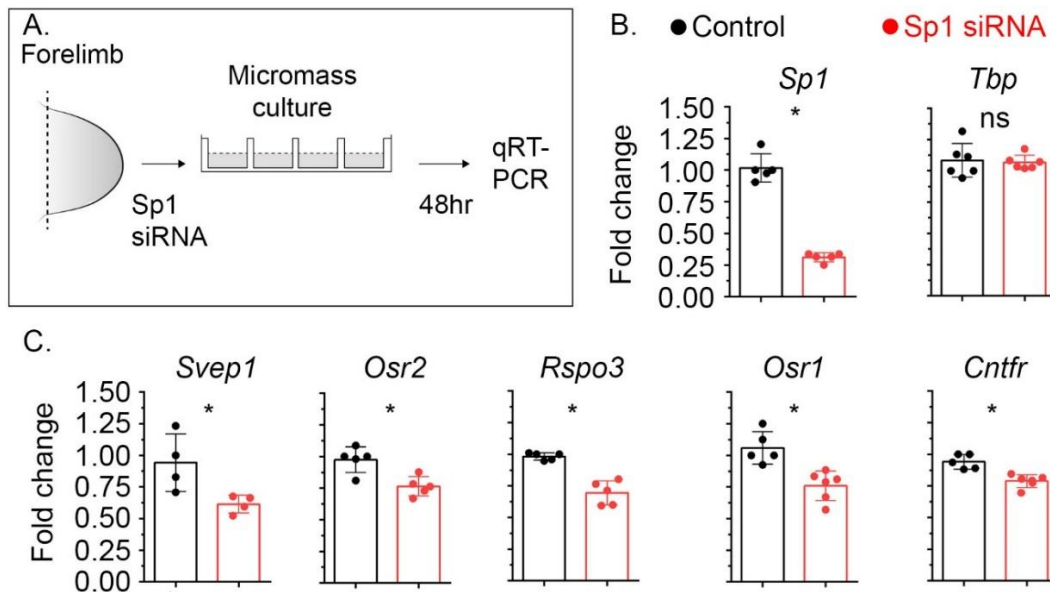 A.
Forelimb
Sp1
siRNA
Micromass
culture
48hr
qRT-
PCR
B.
Control
Sp1 siRNA
Sp1
Tbp
*
ns
Fold change
1.50
1.25
1.00
0.75
0.50
0.25
0.00
C.
Svep1
Osr2
Rspo3
Osr1
Cntfr
*
*
*
*
*
Fold change
1.50
1.25
1.00
0.75
0.50
0.25
0.00